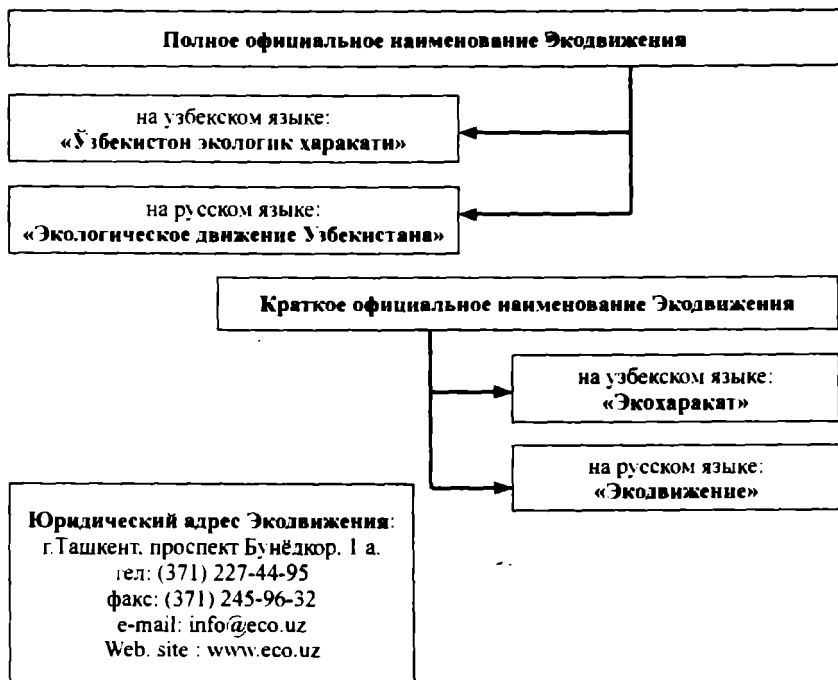 Полное официальное наименование Экодвижения
на узбекском языке:
«Ўзбекистон экологик харакати»
на русском языке:
«Экологическое движение Узбекистана»
Краткое официальное наименование Экодвижения
на узбекском языке:
«Экохаракат»
на русском языке:
«Экодвижение»
Юридический адрес Экодвижения:
г.Ташкент, проспект Бунёдкор, 1 а.
тел: (371) 227-44-95
факс: (371) 245-96-32
e-mail: info@eco.uz
Web. site : www.eco.uz